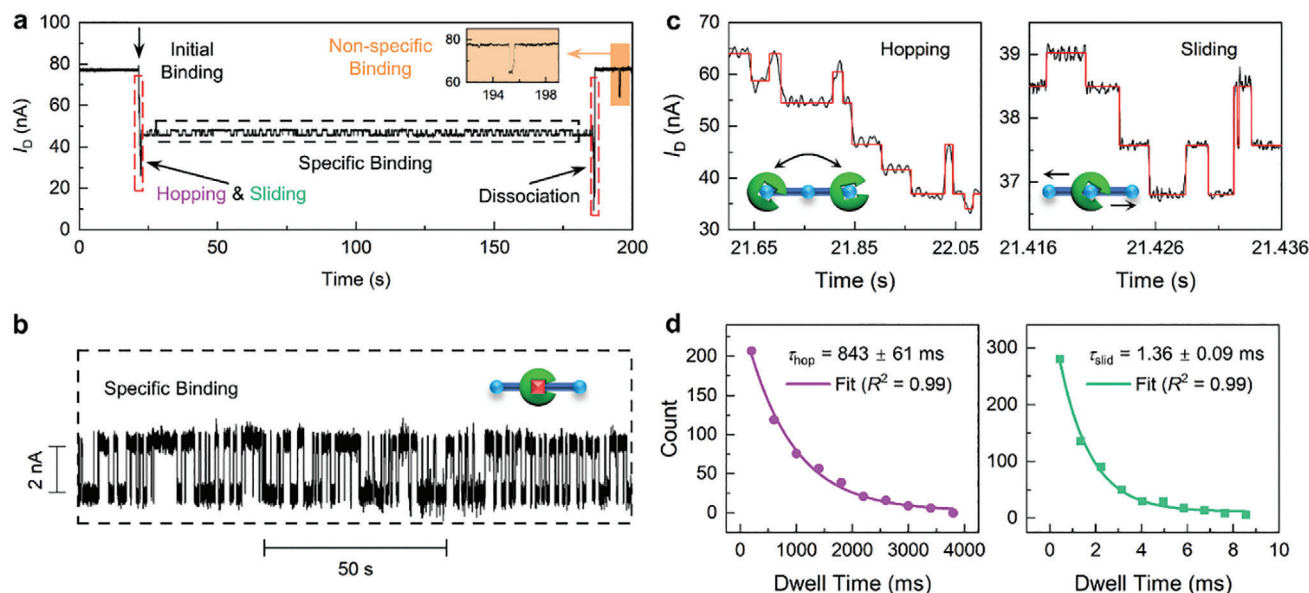 a
I_D (nA)
100
80
60
40
20
0
0
50
100
150
200
Time (s)
Initial
Binding
Non-specific
Binding
80
60
194
198
Specific Binding
Hopping & Sliding
Dissociation
b
Specific Binding
2 nA
50 s
c
I_D (nA)
70
60
50
40
30
Hopping
21.65
21.85
22.05
Time (s)
Sliding
39
38
37
21.416
21.426
21.436
Time (s)
d
Count
200
150
100
50
0
τhop = 843 ± 61 ms
Fit (R² = 0.99)
0
1000
2000
3000
4000
Dwell Time (ms)
300
200
100
0
τslid = 1.36 ± 0.09 ms
Fit (R² = 0.99)
0
2
4
6
8
10
Dwell Time (ms)